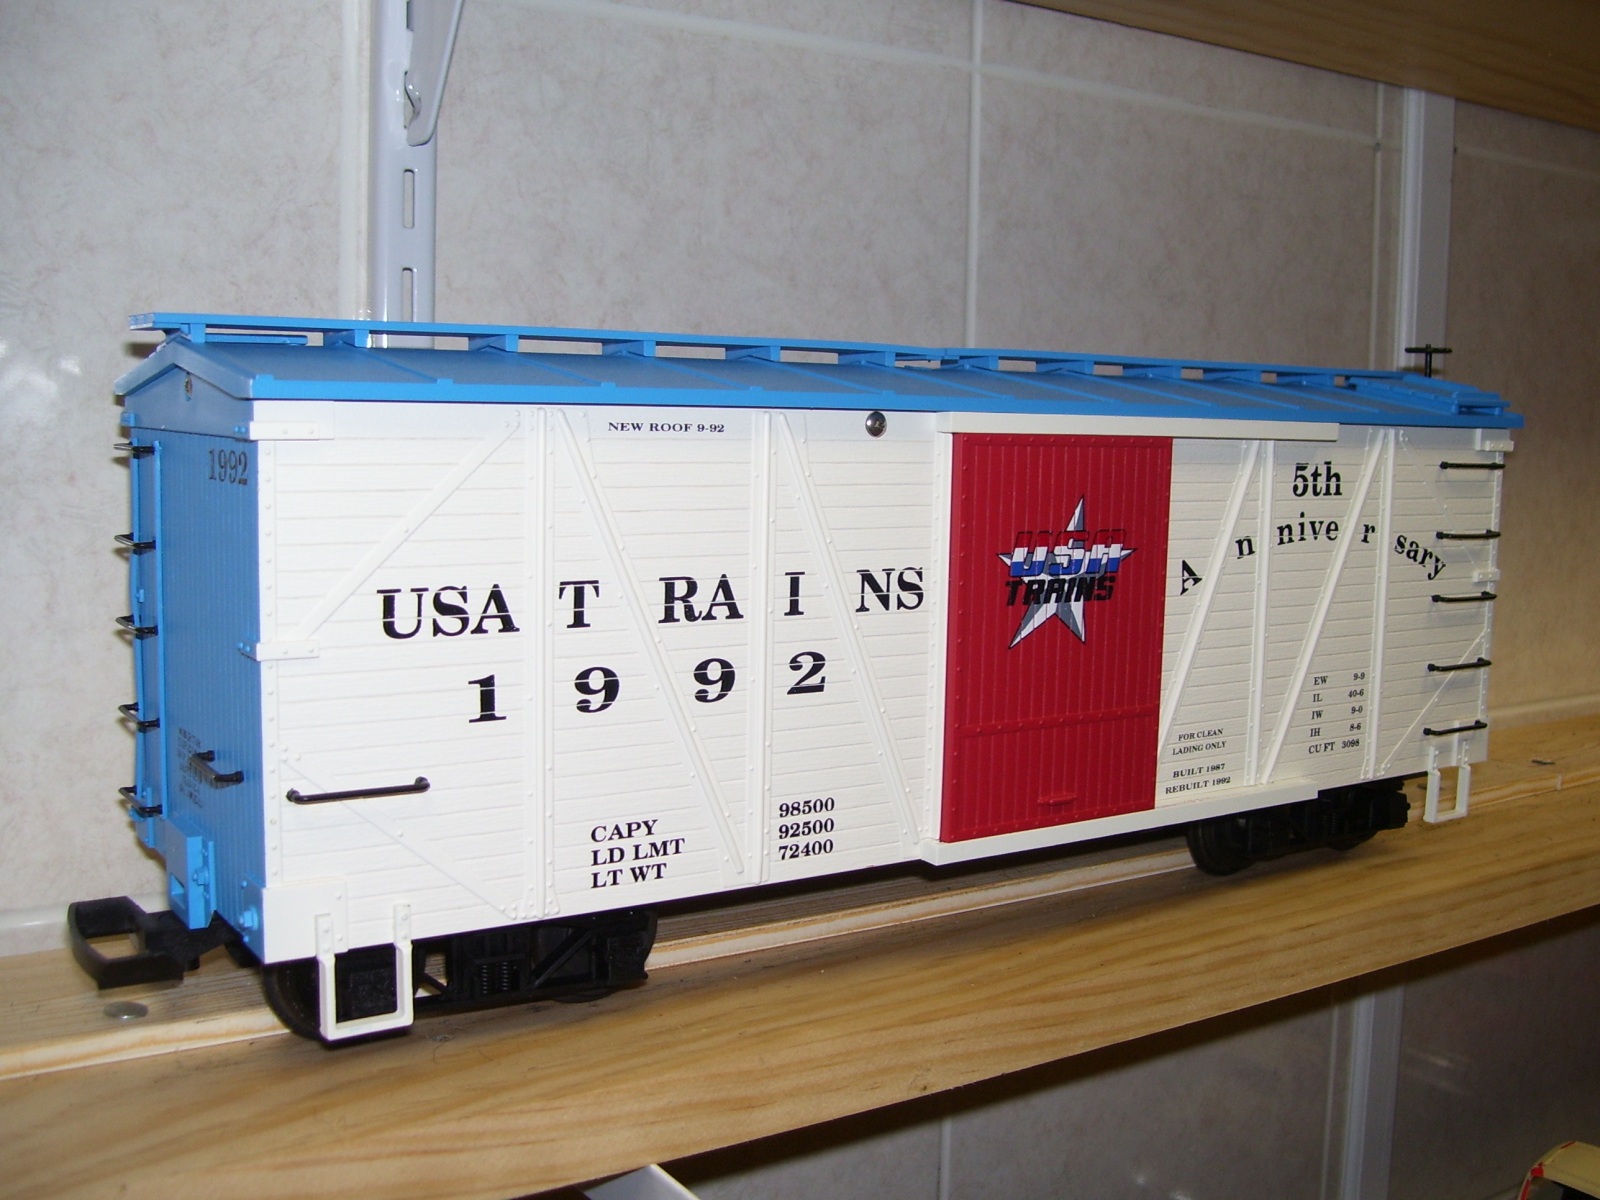 1992
NEW ROOF 9-92
USA TRAINS
1992
CAPY 98500
LD LMT 92500
LT WT 72400
USA
TRAINS
5th
Anniversary
EW 9-9
IL 40-6
IW 9-0
IH 8-6
CU FT 3098
FOR CLEAN
LADING ONLY
BUILT 1987
REBUILT 1992